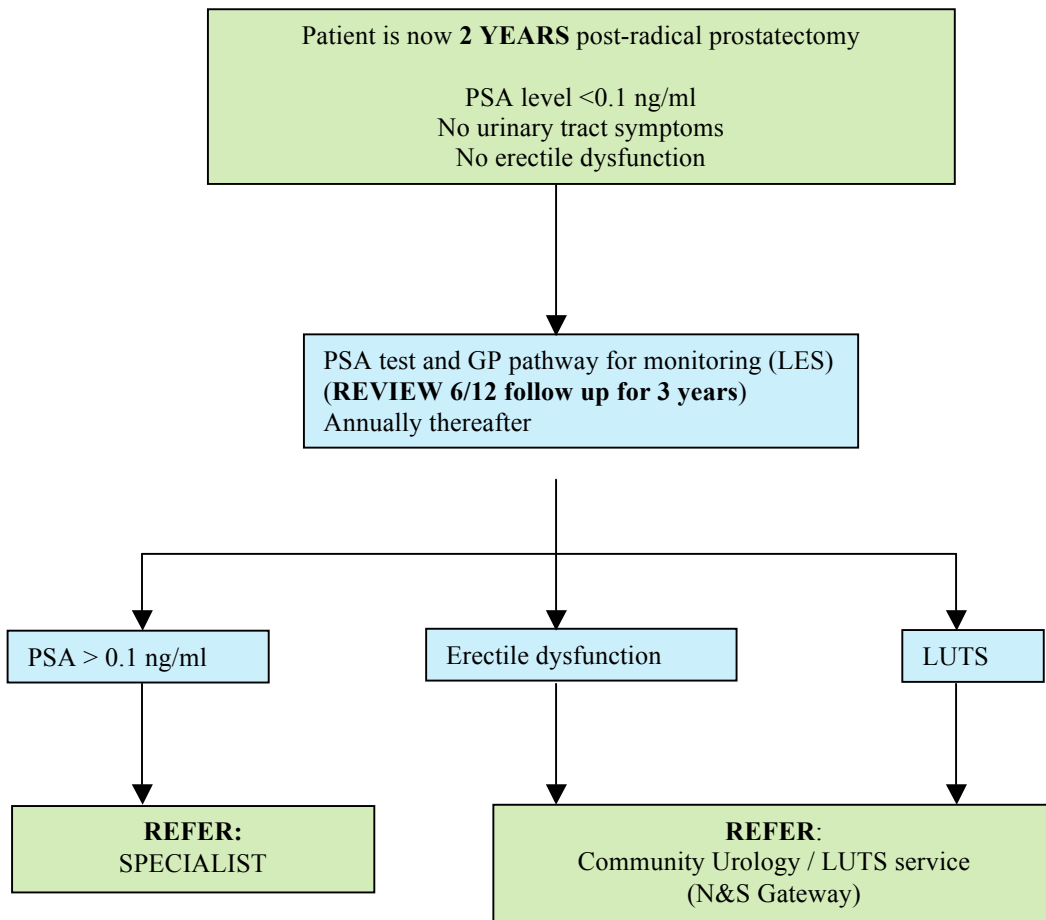 Patient is now 2 YEARS post-radical prostatectomy
PSA level <0.1 ng/ml
No urinary tract symptoms
No erectile dysfunction
PSA test and GP pathway for monitoring (LES)
(REVIEW 6/12 follow up for 3 years)
Annually thereafter
PSA > 0.1 ng/ml
Erectile dysfunction
LUTS
REFER:
SPECIALIST
REFER:
Community Urology / LUTS service
(N&S Gateway)